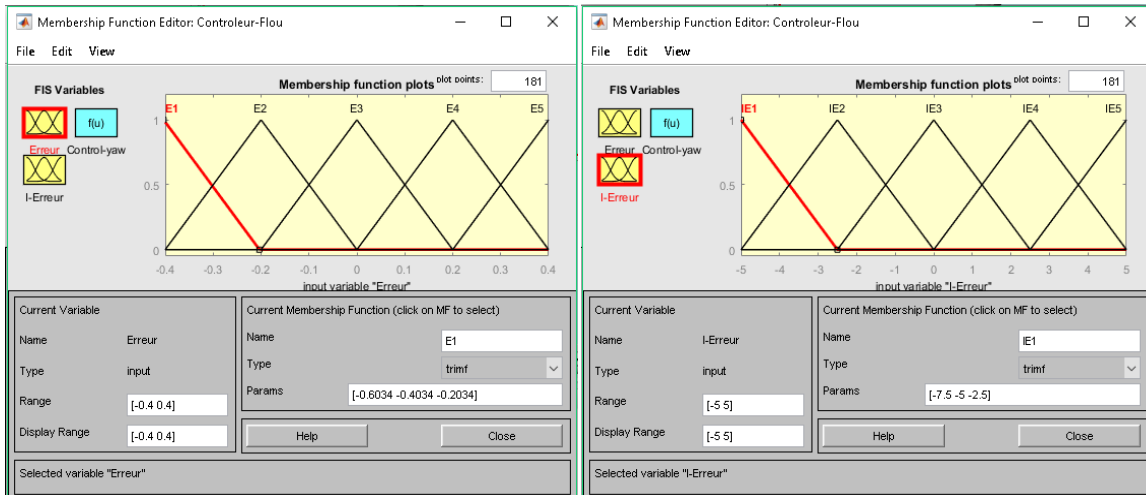 Membership Function Editor: Controleur-Flou
File Edit View
FIS Variables
f(u)
Erreur Control-yaw
I-Erreur
Membership function plots
plot points:
181
E1 E2 E3 E4 E5
1
0.5
0
-0.4 -0.3 -0.2 -0.1 0 0.1 0.2 0.3 0.4
input variable "Erreur"
Current Variable
Name Erreur
Type input
Range [-0.4 0.4]
Display Range [-0.4 0.4]
Current Membership Function (click on MF to select)
Name E1
Type trimf
Params [-0.6034 -0.4034 -0.2034]
Help Close
Selected variable "Erreur"
Membership Function Editor: Controleur-Flou
File Edit View
FIS Variables
f(u)
Erreur Control-yaw
I-Erreur
Membership function plots
plot points:
181
IE1 IE2 IE3 IE4 IE5
1
0.5
0
-5 -4 -3 -2 -1 0 1 2 3 4 5
input variable "I-Erreur"
Current Variable
Name I-Erreur
Type input
Range [-5 5]
Display Range [-5 5]
Current Membership Function (click on MF to select)
Name IE1
Type trimf
Params [-7.5 -5 -2.5]
Help Close
Selected variable "I-Erreur"